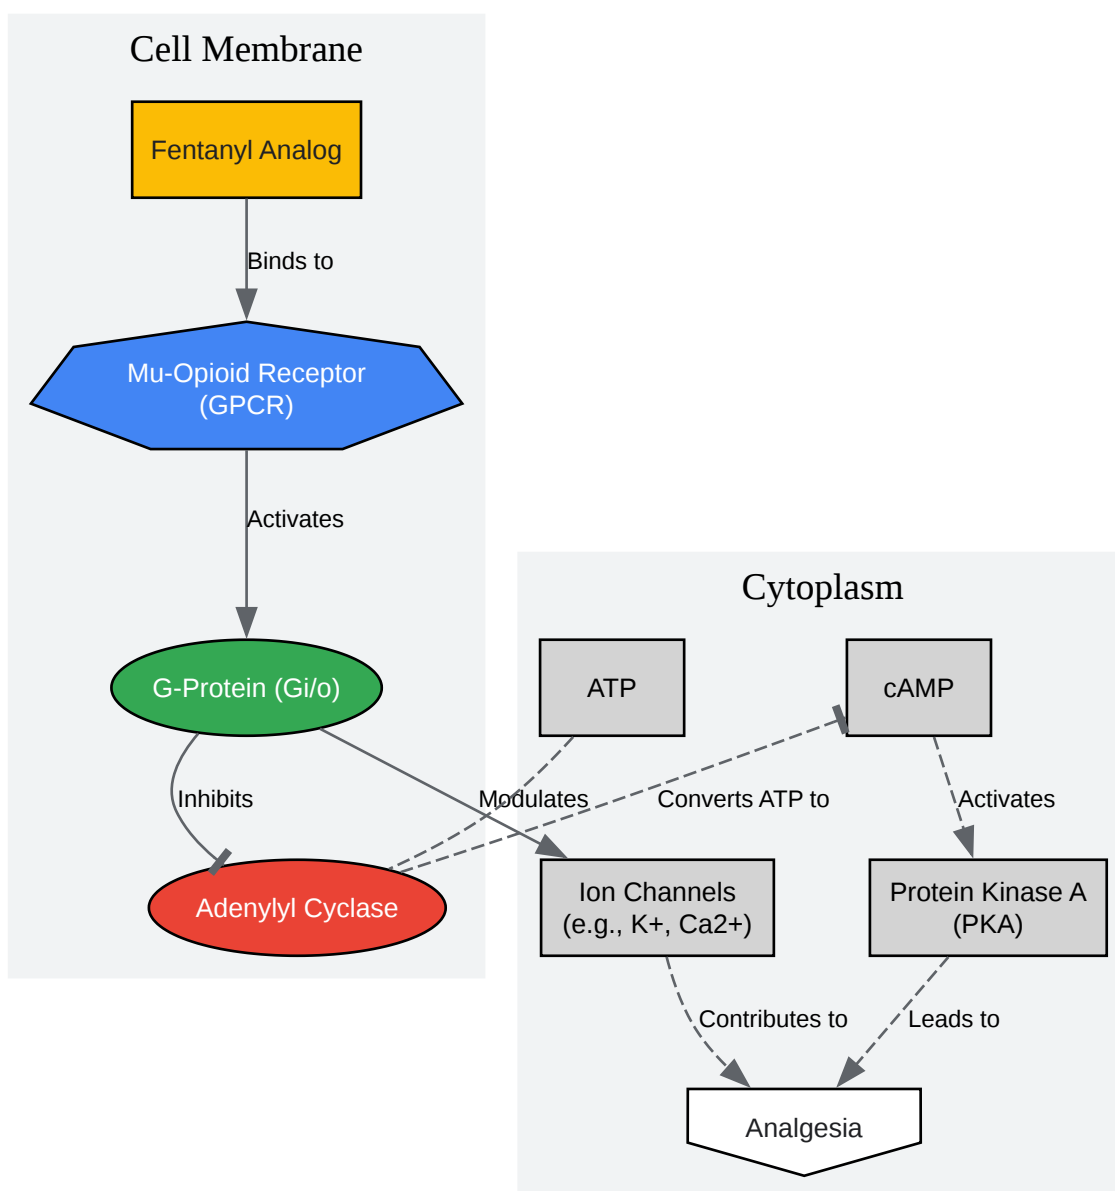 Cell Membrane
Fentanyl Analog
Binds to
Mu-Opioid Receptor
(GPCR)
Activates
Cytoplasm
G-Protein (Gi/o)
ATP
cAMP
Inhibits
Modulates
Converts ATP to
Activates
Adenylyl Cyclase
Ion Channels
(e.g., K+, Ca2+)
Protein Kinase A
(PKA)
Contributes to
Leads to
Analgesia